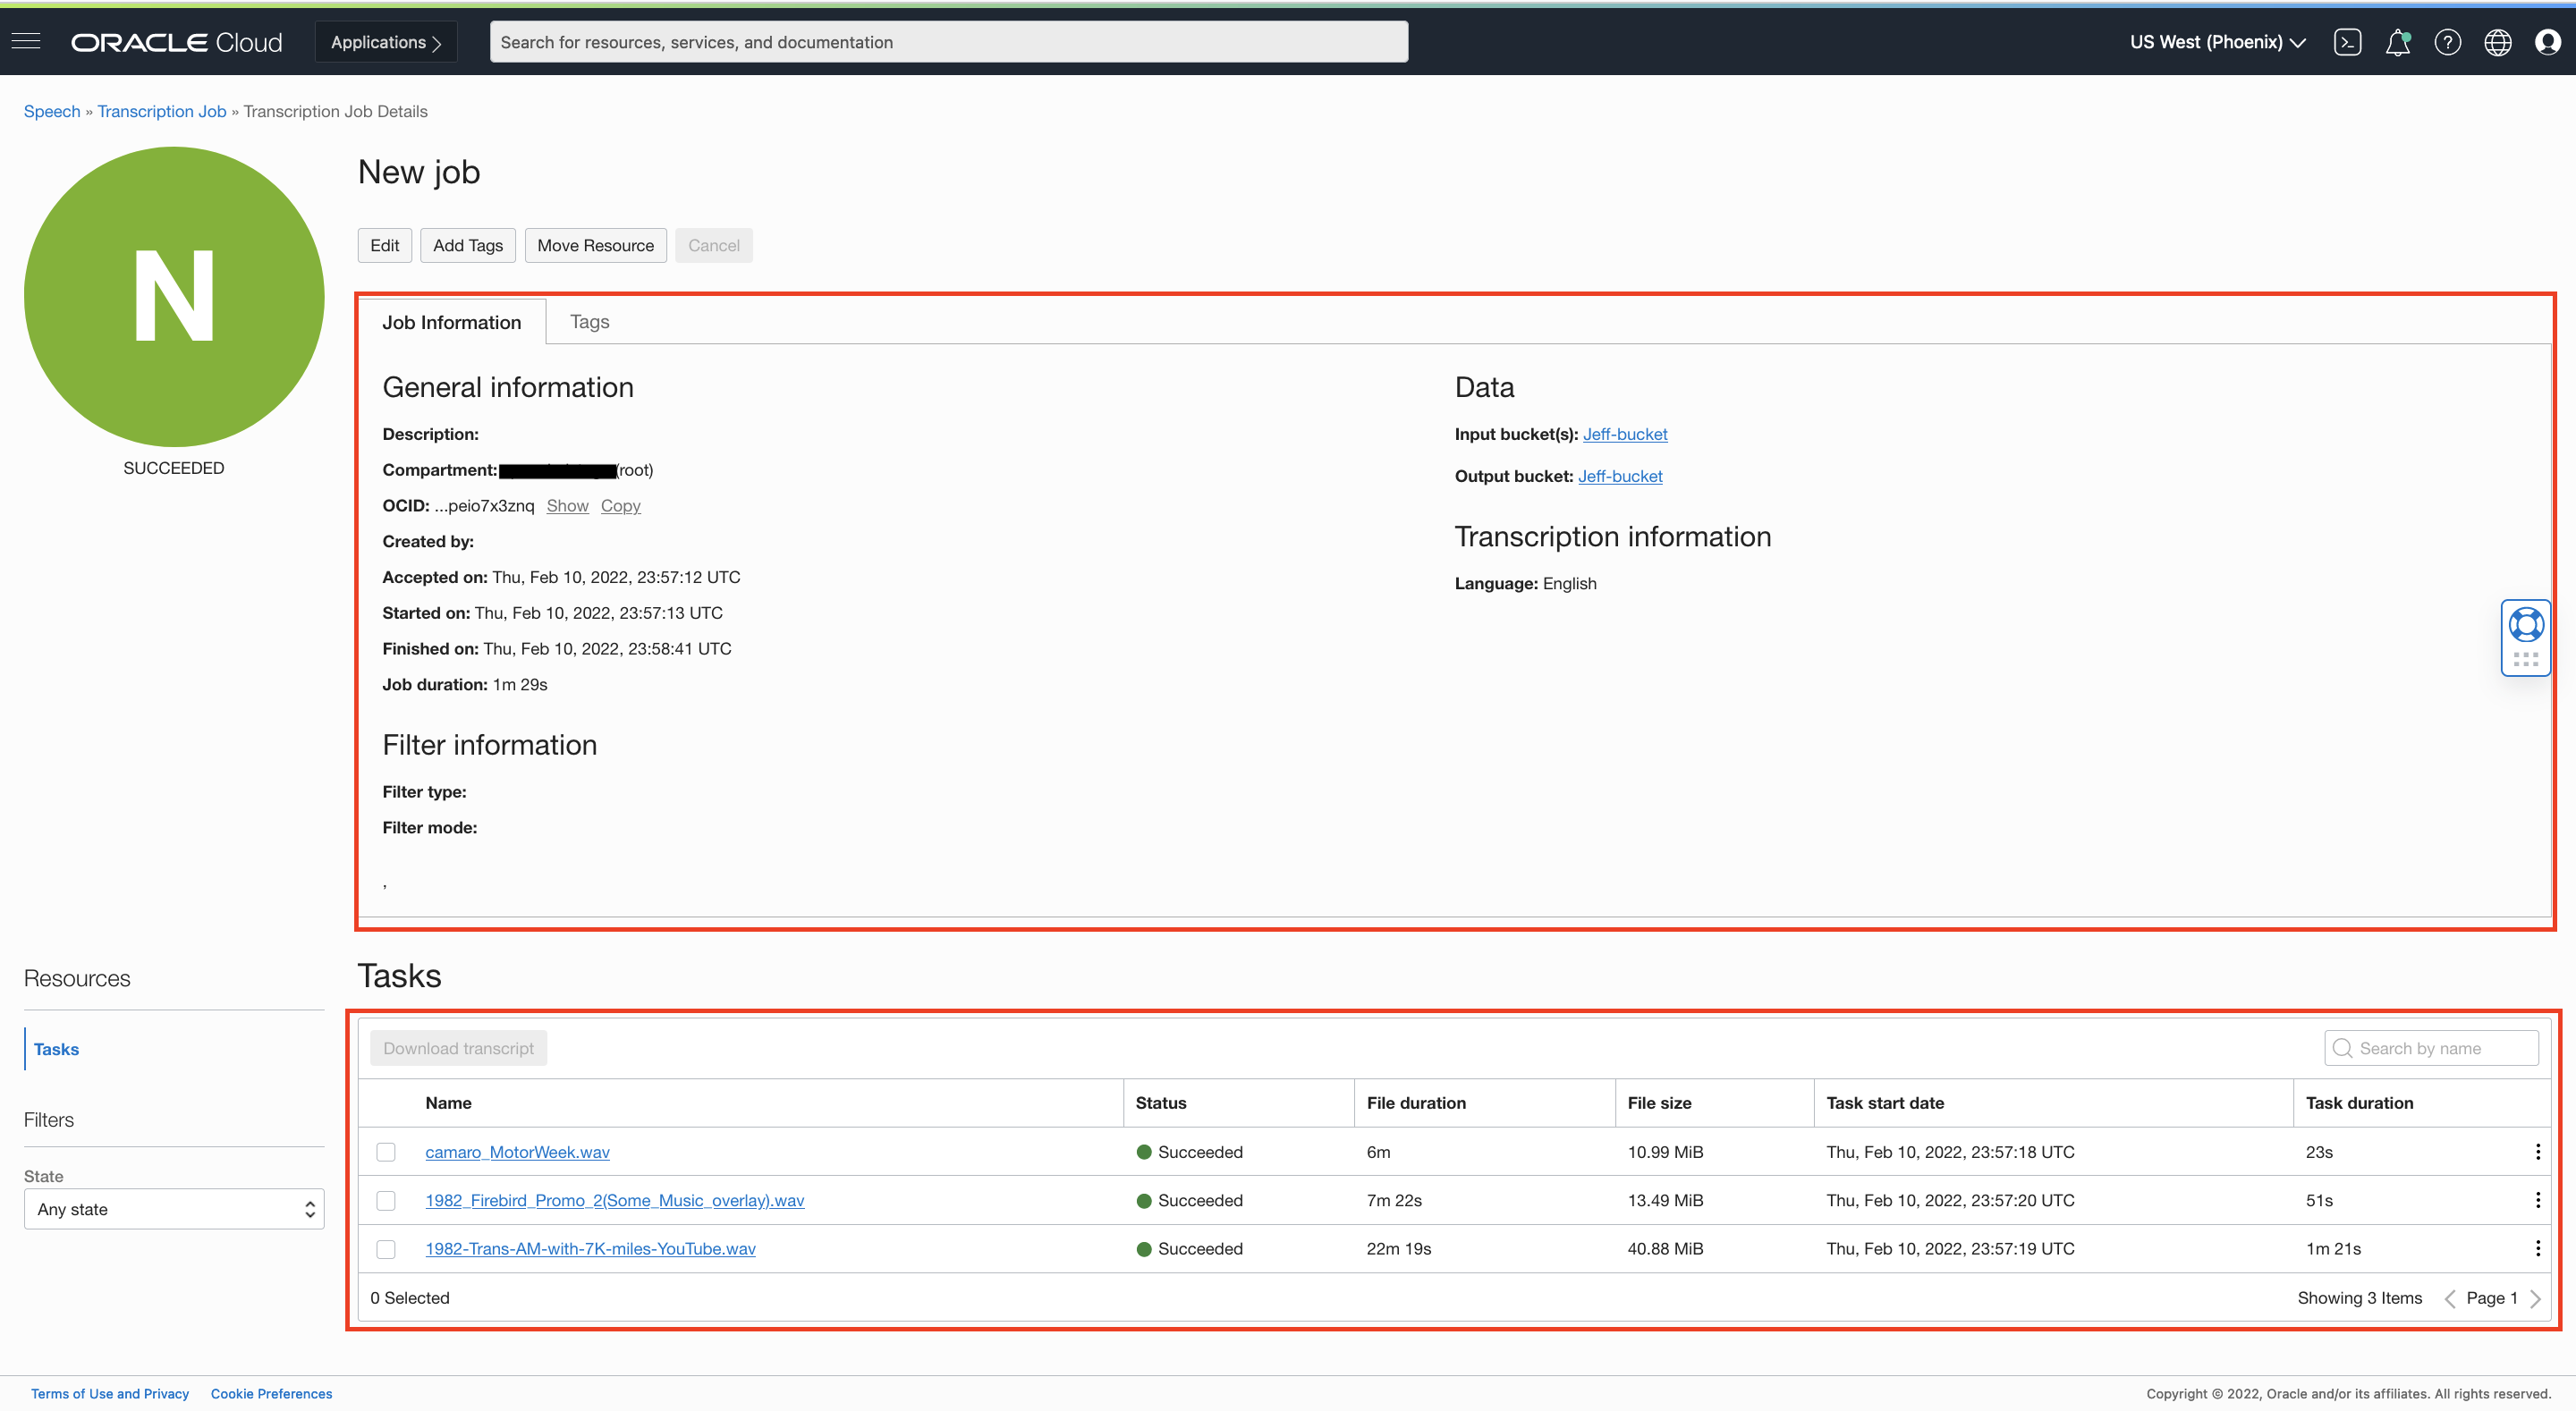 ORACLE Cloud
Applications
Search for resources, services, and documentation
US West (Phoenix)
Speech » Transcription Job » Transcription Job Details
N
SUCCEEDED
New job
Edit Add Tags Move Resource Cancel
Job Information Tags
General information
Description:
Compartment: (root)
OCID: ...peio7x3znq Show Copy
Created by:
Accepted on: Thu, Feb 10, 2022, 23:57:12 UTC
Started on: Thu, Feb 10, 2022, 23:57:13 UTC
Finished on: Thu, Feb 10, 2022, 23:58:41 UTC
Job duration: 1m 29s
Filter information
Filter type:
Filter mode:
,
Data
Input bucket(s): Jeff-bucket
Output bucket: Jeff-bucket
Transcription information
Language: English
Resources
Tasks
Filters
State
Any state
Tasks
Download transcript
Search by name
Name Status File duration File size Task start date Task duration
camaro_MotorWeek.wav Succeeded 6m 10.99 MiB Thu, Feb 10, 2022, 23:57:18 UTC 23s
1982_Firebird_Promo_2(Some_Music_overlay).wav Succeeded 7m 22s 13.49 MiB Thu, Feb 10, 2022, 23:57:20 UTC 51s
1982-Trans-AM-with-7K-miles-YouTube.wav Succeeded 22m 19s 40.88 MiB Thu, Feb 10, 2022, 23:57:19 UTC 1m 21s
0 Selected
Showing 3 Items Page 1
Terms of Use and Privacy Cookie Preferences
Copyright © 2022, Oracle and/or its affiliates. All rights reserved.